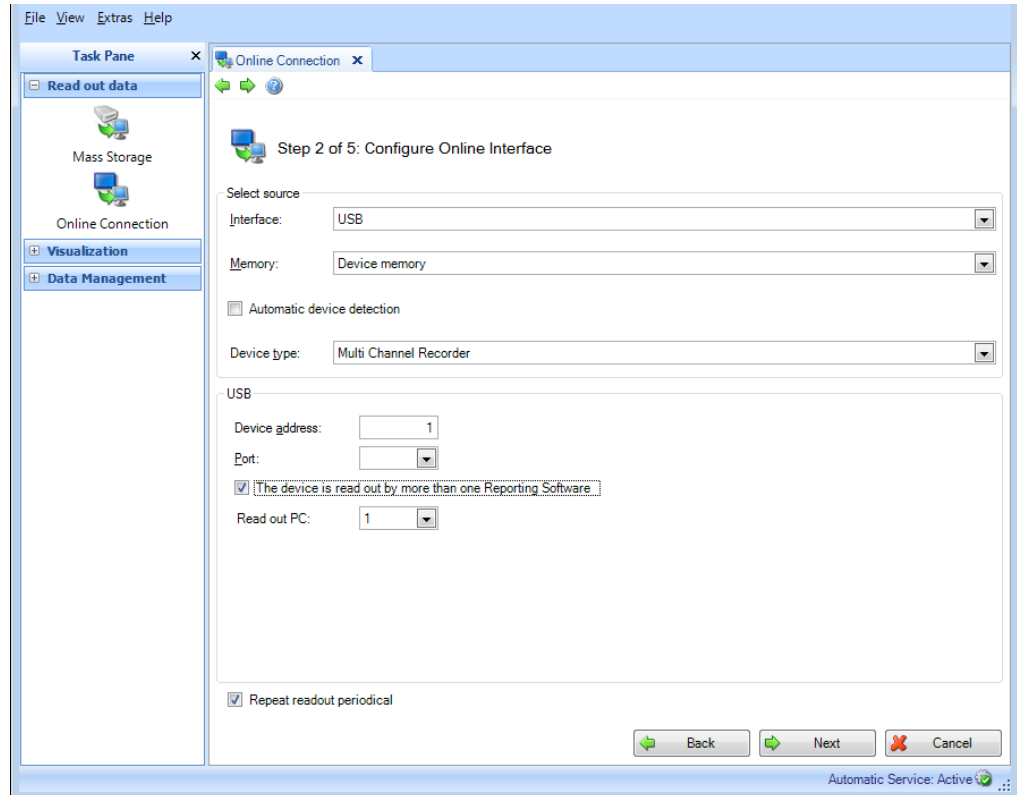 File View Extras Help
Task Pane
Read out data
Mass Storage
Online Connection
Visualization
Data Management
Online Connection
Step 2 of 5: Configure Online Interface
Select source
Interface: USB
Memory: Device memory
Automatic device detection
Device type: Multi Channel Recorder
USB
Device address: 1
Port:
The device is read out by more than one Reporting Software
Read out PC: 1
Repeat readout periodical
Back Next Cancel
Automatic Service: Active